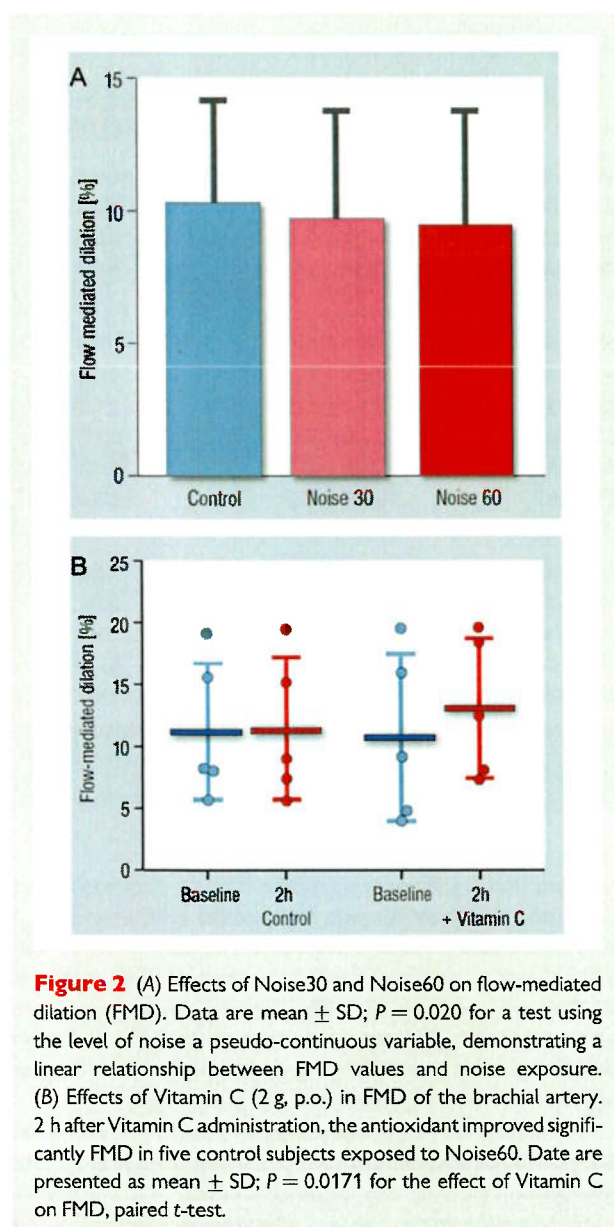 A
15
10
5
0
Flow mediated dilation [%]
Control Noise 30 Noise 60
B
25
20
15
10
5
0
Flow-mediated dilation [%]
Baseline 2h Baseline 2h
Control + Vitamin C
Figure 2 (A) Effects of Noise30 and Noise60 on flow-mediated
dilation (FMD). Data are mean ± SD; P = 0.020 for a test using
the level of noise a pseudo-continuous variable, demonstrating a
linear relationship between FMD values and noise exposure.
(B) Effects of Vitamin C (2 g, p.o.) in FMD of the brachial artery.
2 h after Vitamin C administration, the antioxidant improved signifi-
cantly FMD in five control subjects exposed to Noise60. Date are
presented as mean ± SD; P = 0.0171 for the effect of Vitamin C
on FMD, paired t-test.